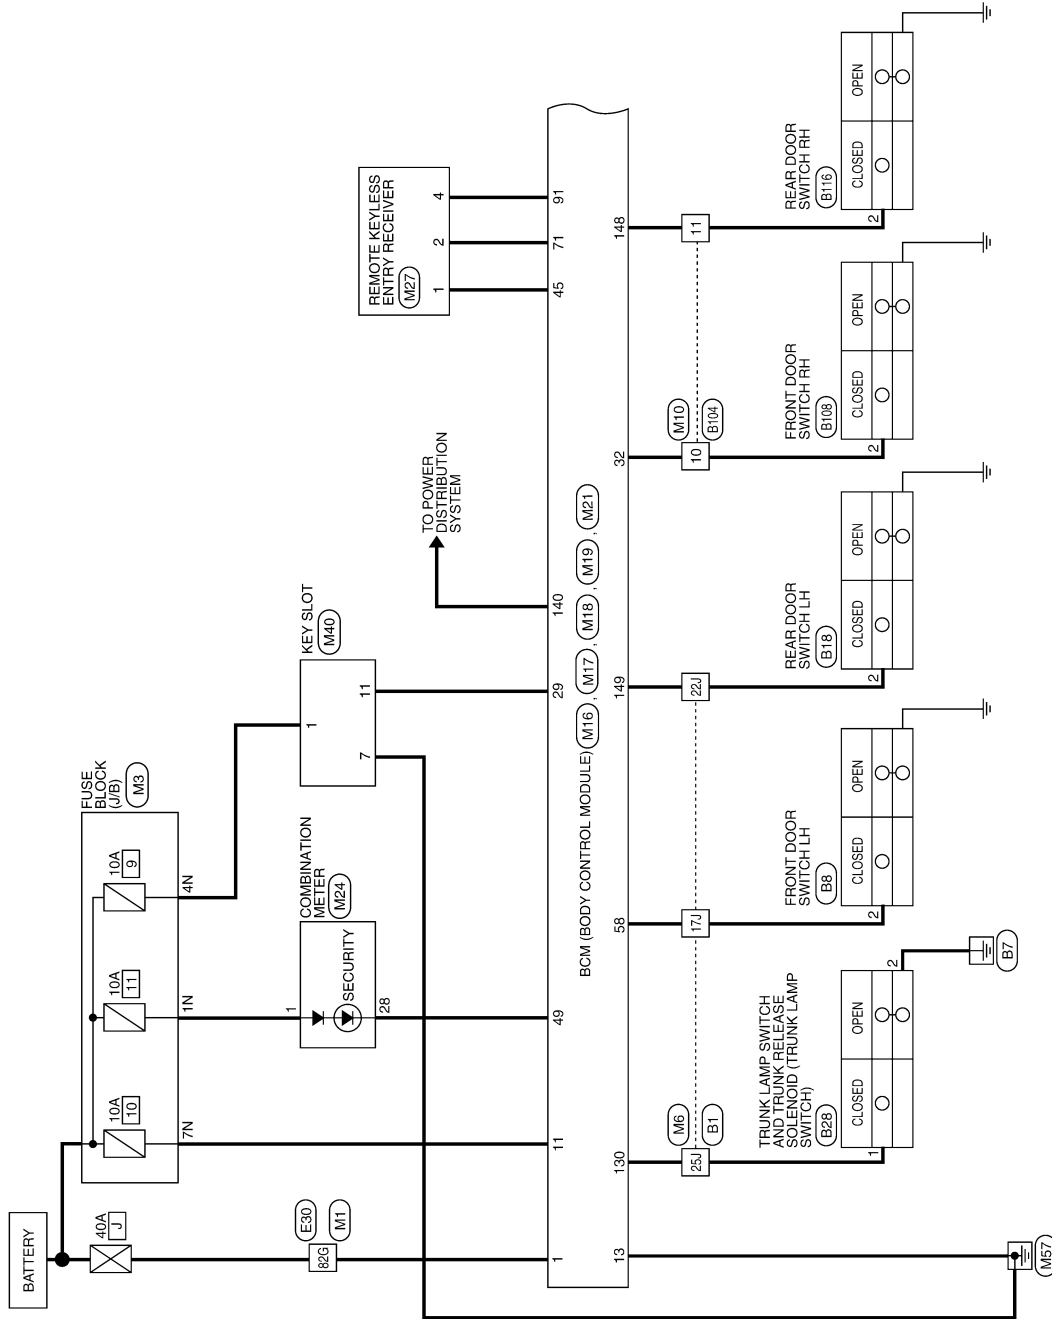 BATTERY
40A
J
FUSE
BLOCK
(J/B)
M3
10A
10
10A
11
10A
9
7N
1N
4N
E30
82G
M1
COMBINATION
METER
M24
1
SECURITY
28
KEY SLOT
M40
1
7
11
TO POWER
DISTRIBUTION
SYSTEM
REMOTE KEYLESS
ENTRY RECEIVER
M27
1
2
4
1
11
49
29
140
45
71
91
BCM (BODY CONTROL MODULE) M16 , M17 , M18 , M19 , M21
13
130
58
149
32
148
M6
25J
B1
17J
22J
M10
10
B104
11
TRUNK LAMP SWITCH
AND TRUNK RELEASE
SOLENOID (TRUNK LAMP
SWITCH)
B28
CLOSED
OPEN
1
2
B7
FRONT DOOR
SWITCH LH
B8
CLOSED
OPEN
2
REAR DOOR
SWITCH LH
B18
CLOSED
OPEN
2
FRONT DOOR
SWITCH RH
B108
CLOSED
OPEN
2
REAR DOOR
SWITCH RH
B116
CLOSED
OPEN
2
M57